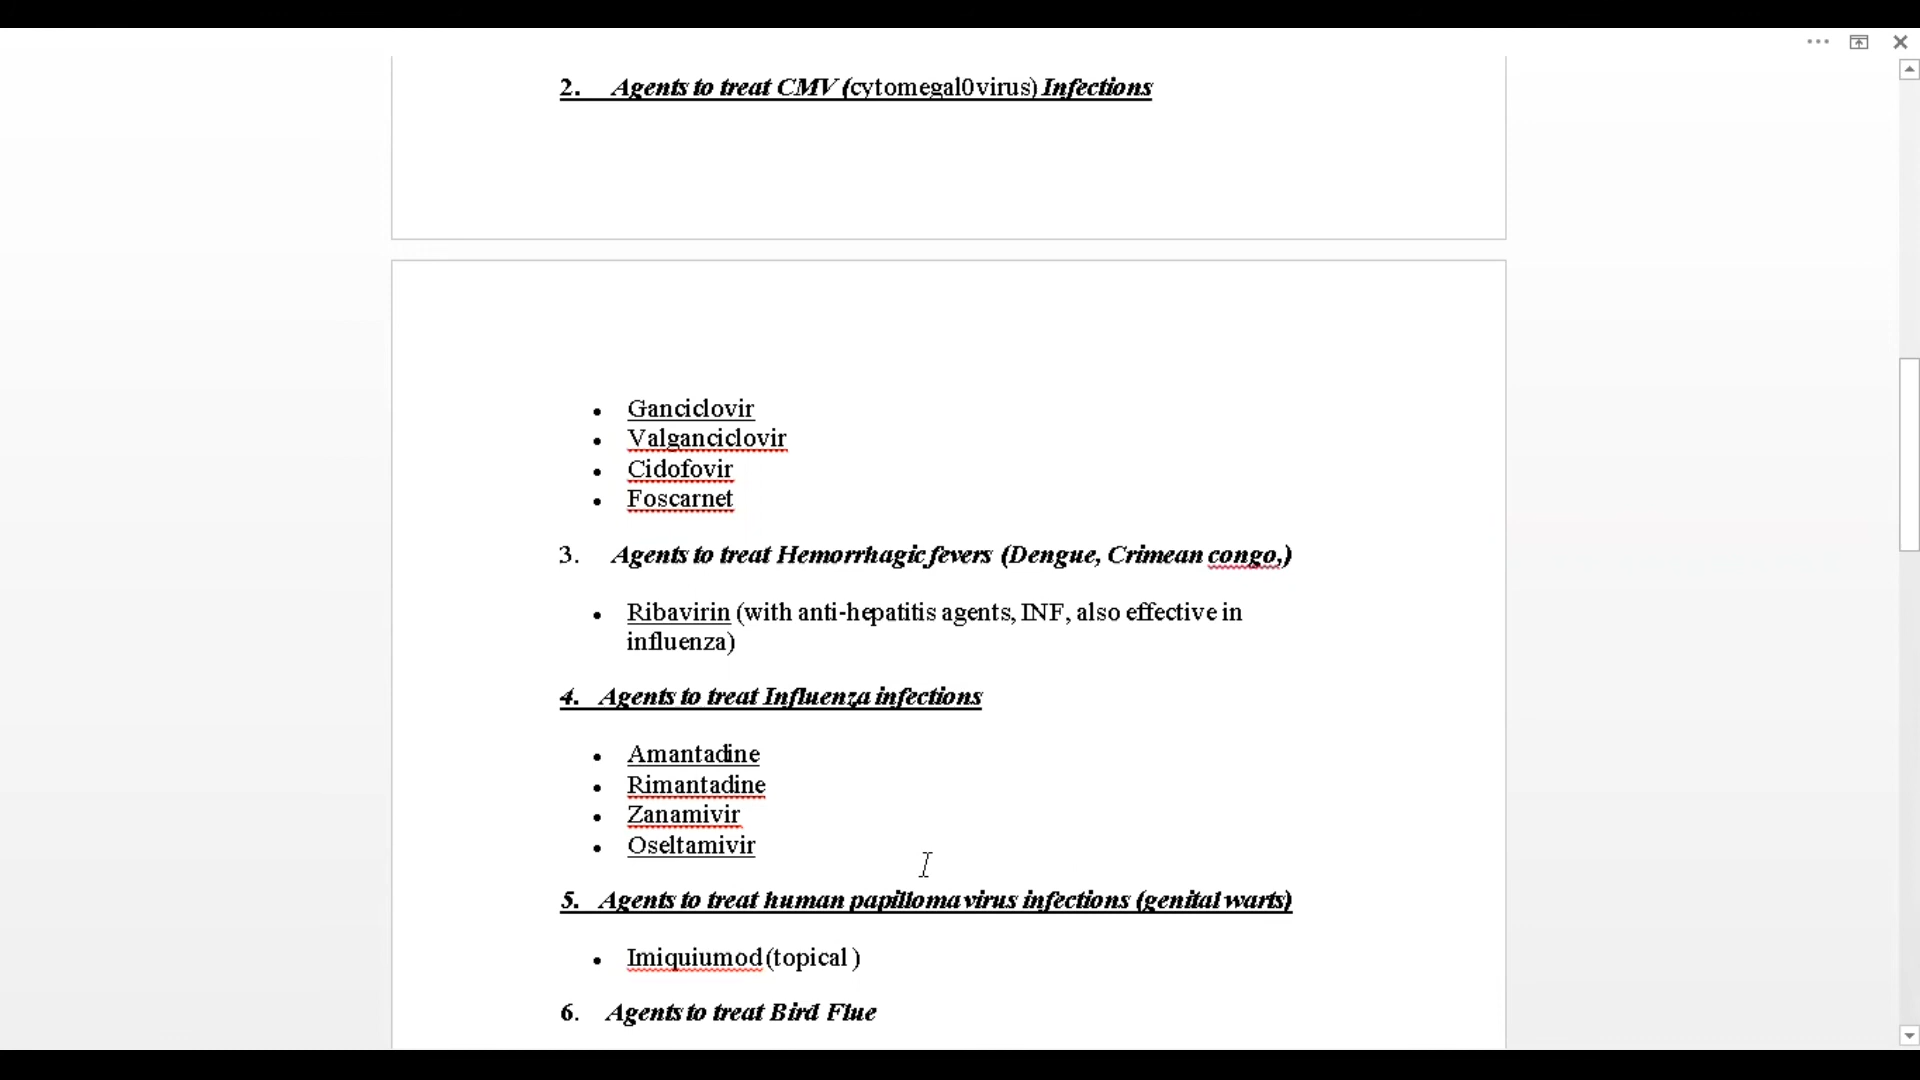 2. Agents to treat CMV (cytomegal0virus) Infections
• Ganciclovir
• Valganciclovir
• Cidofovir
• Foscarnet
3. Agents to treat Hemorrhagic fevers (Dengue, Crimean congo,)
• Ribavirin (with anti-hepatitis agents, INF, also effective in
influenza)
4. Agents to treat Influenza infections
• Amantadine
• Rimantadine
• Zanamivir
• Oseltamivir
5. Agents to treat human papilloma virus infections (genital warts)
• Imiquiumod (topical )
6. Agents to treat Bird Flue